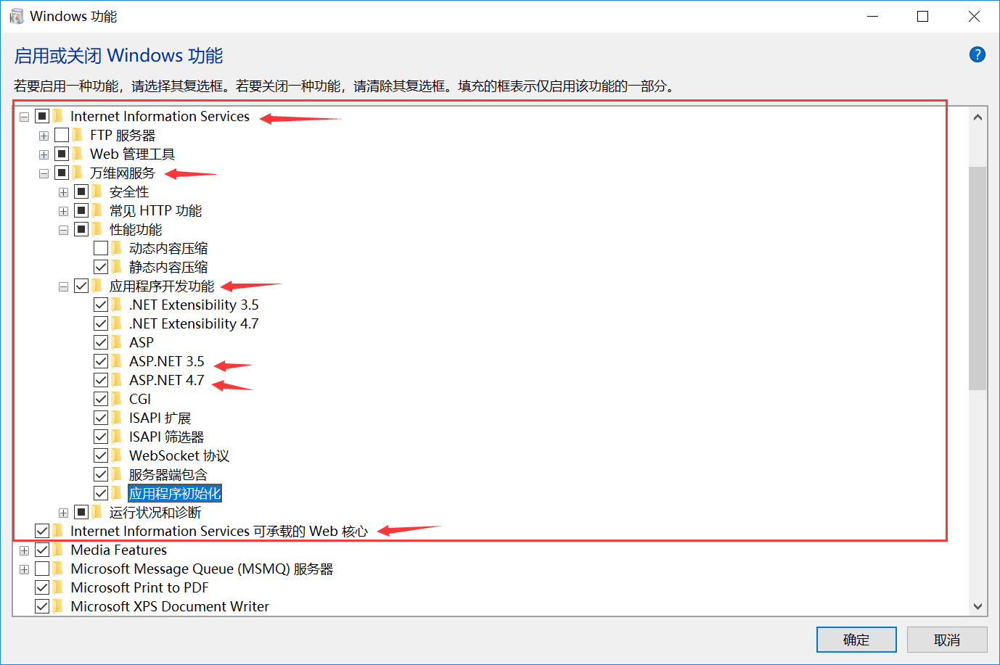 Windows 功能
启用或关闭 Windows 功能
若要启用一种功能，请选择其复选框。若要关闭一种功能，请清除其复选框。填充的框表示仅启用该功能的一部分。
Internet Information Services
FTP 服务器
Web 管理工具
万维网服务
安全性
常见 HTTP 功能
性能功能
动态内容压缩
静态内容压缩
应用程序开发功能
.NET Extensibility 3.5
.NET Extensibility 4.7
ASP
ASP.NET 3.5
ASP.NET 4.7
CGI
ISAPI 扩展
ISAPI 筛选器
WebSocket 协议
服务器端包含
应用程序初始化
运行状况和诊断
Internet Information Services 可承载的 Web 核心
Media Features
Microsoft Message Queue (MSMQ) 服务器
Microsoft Print to PDF
Microsoft XPS Document Writer
确定 取消